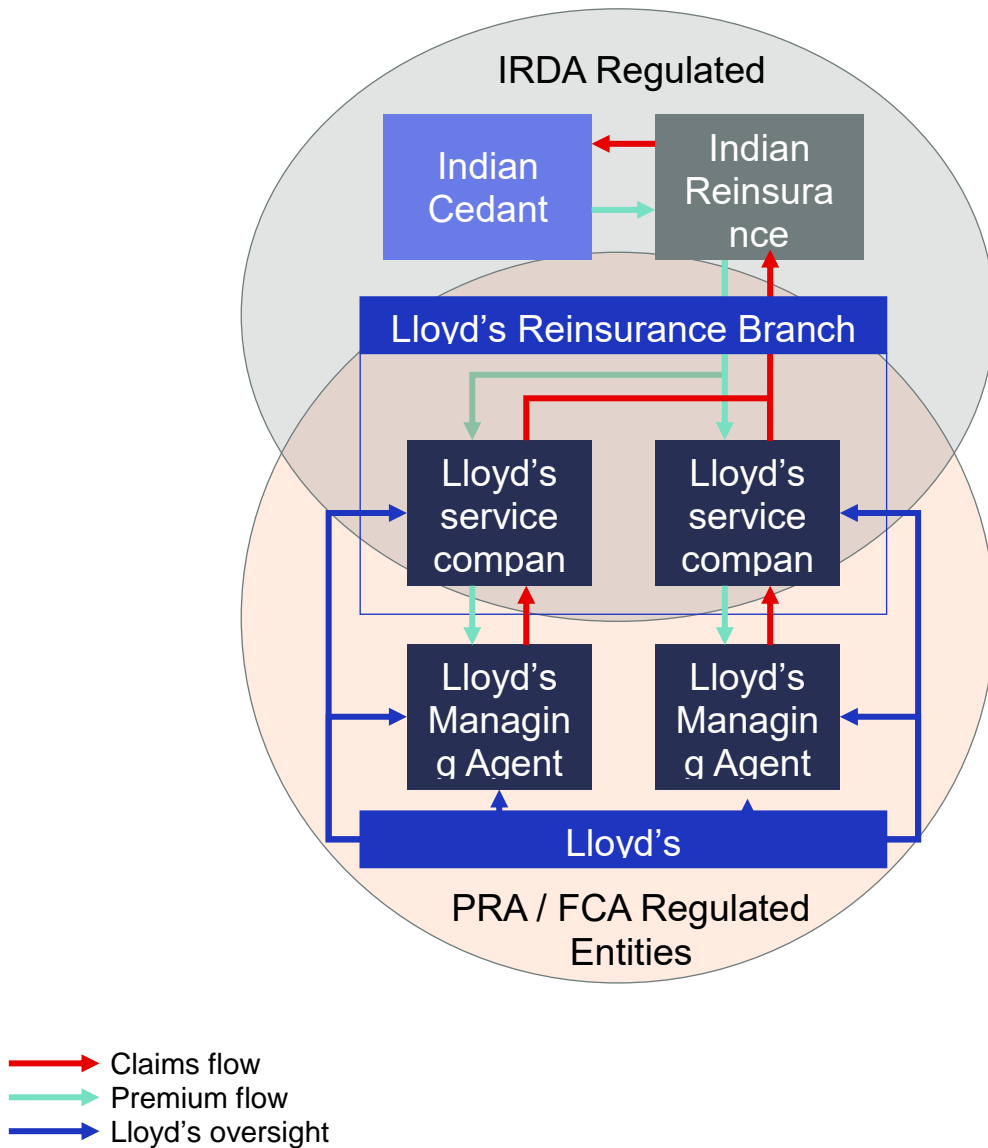 IRDA Regulated
Indian
Cedant
Indian
Reinsura
nce
Lloyd's Reinsurance Branch
Lloyd's
service
compan
Lloyd's
service
compan
Lloyd's
Managin
g Agent
Lloyd's
Managin
g Agent
Lloyd's
PRA / FCA Regulated
Entities
Claims flow
Premium flow
Lloyd's oversight